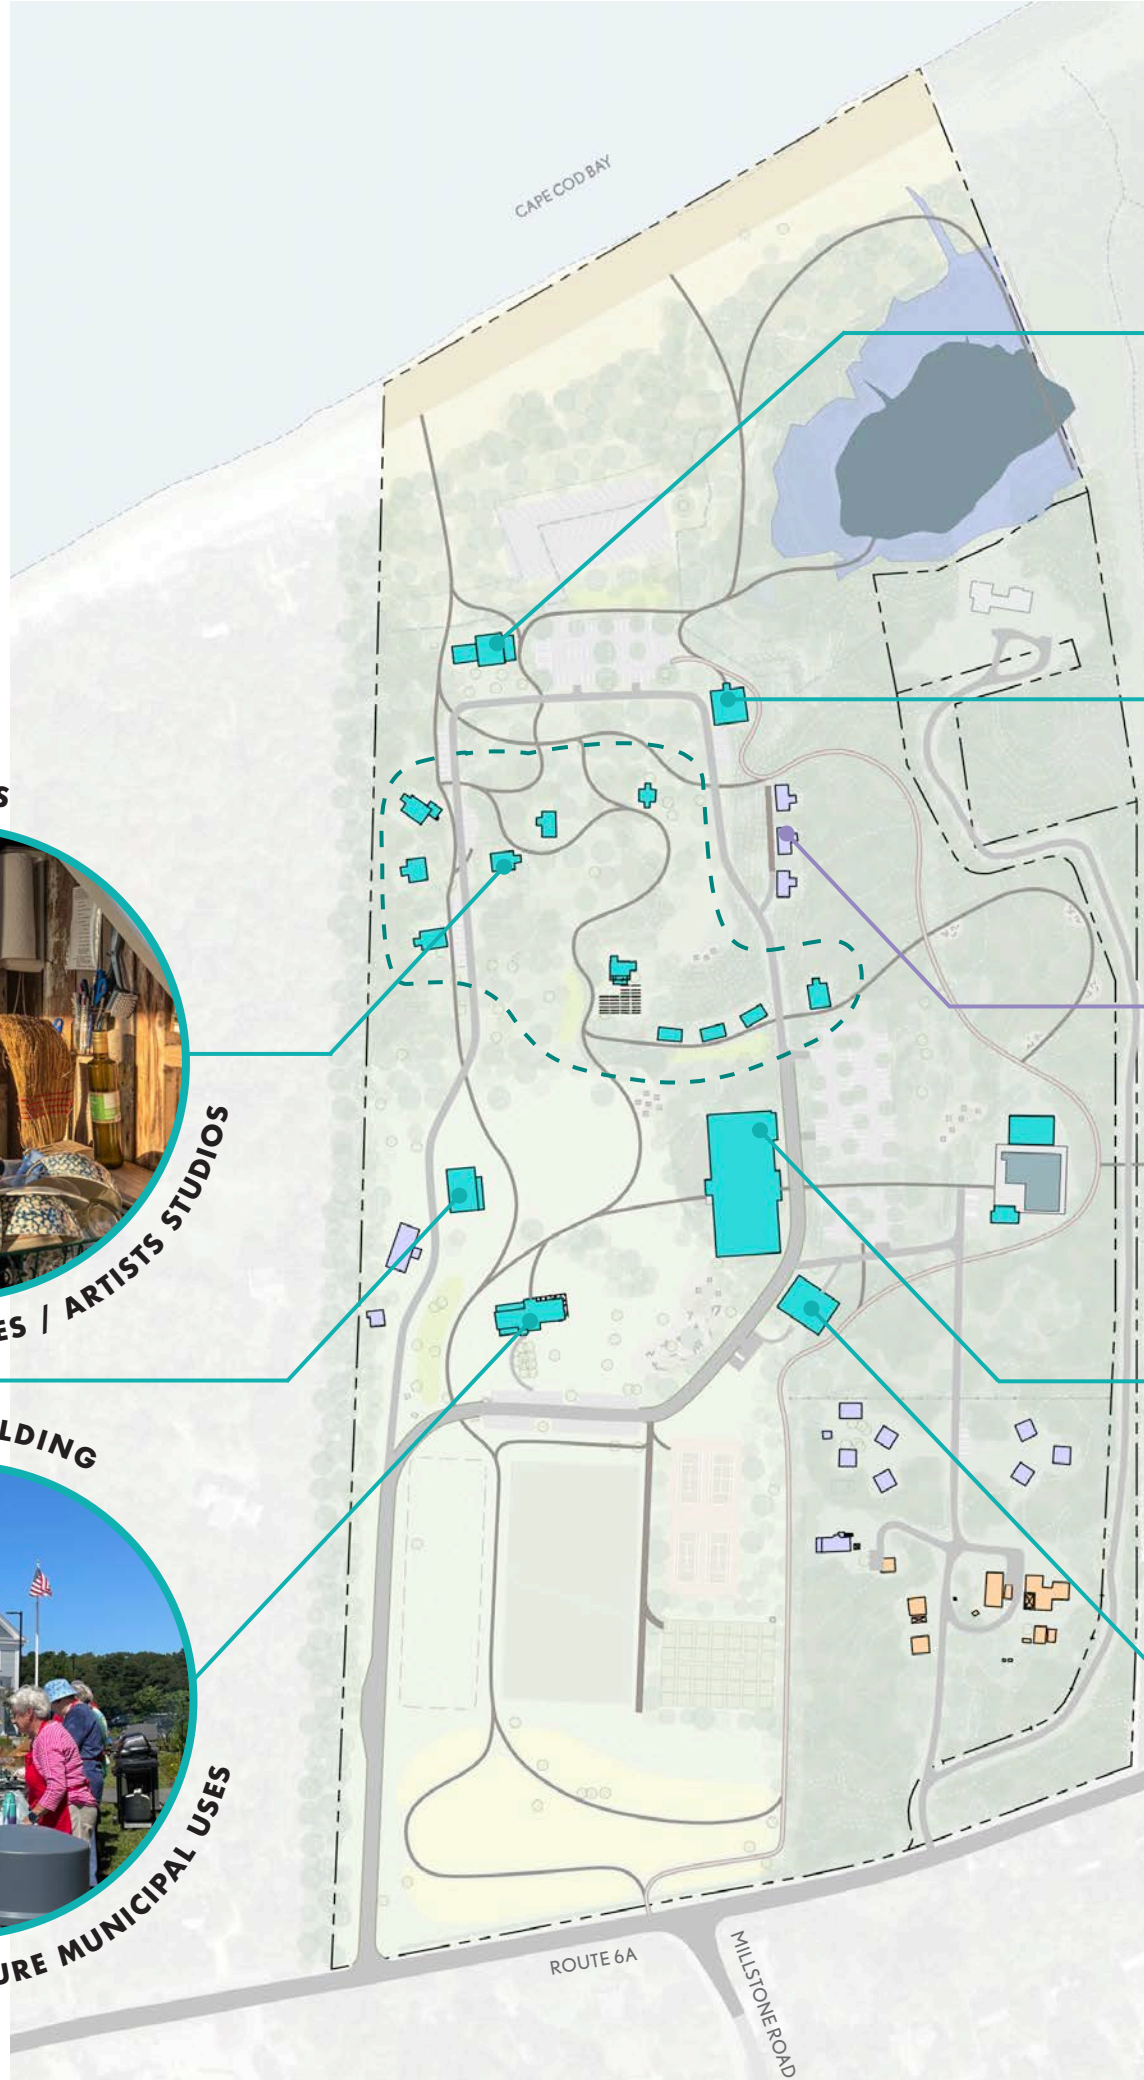 CAPE COD BAY
S
ES / ARTISTS STUDIOS
LDING
URE MUNICIPAL USES
ROUTE 6A
MILLSTONE ROAD